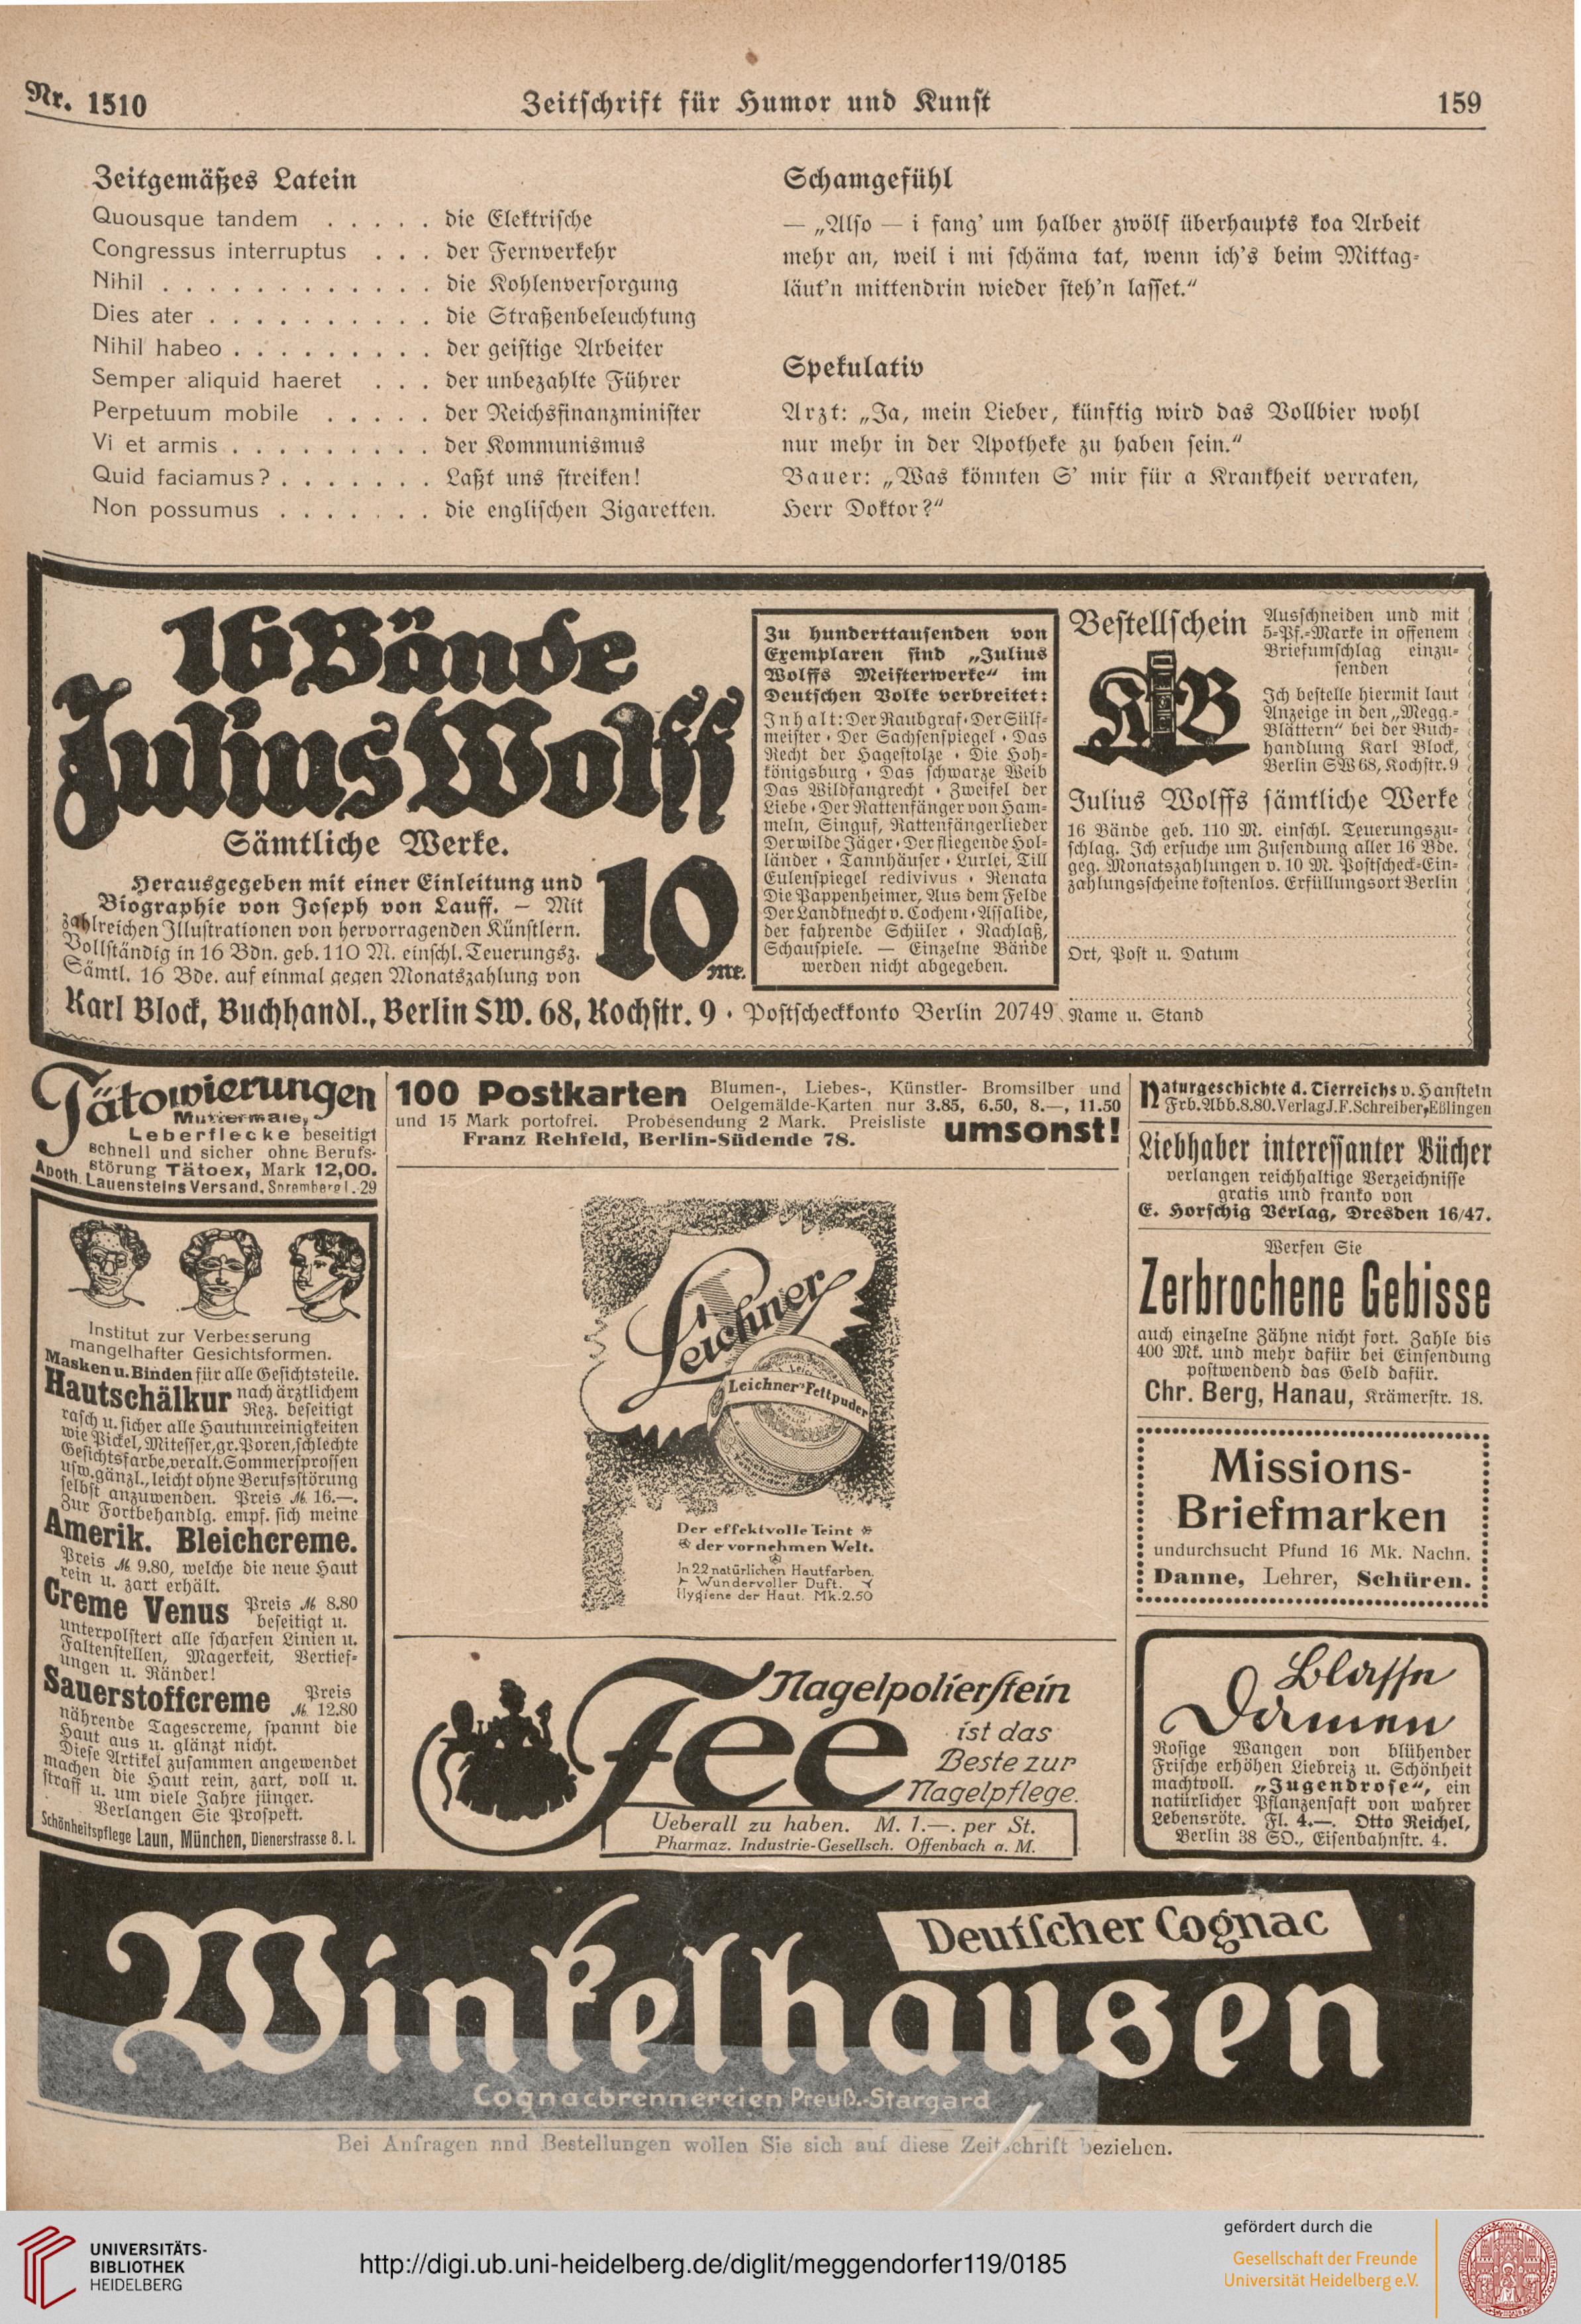 Nr. 1510
Zeitschrift für Humor und Kunst
159
Zeitgemäßes Latein
Quousque tandem . . . . . die Elektrische
Congressus interruptus . . . der Fernverkehr
Nihil . . . . . . . . . . . . die Kohlenversorgung
Dies ater . . . . . . . . . . die Straßenbeleuchtung
Nihil habeo . . . . . . . . . der geistige Arbeiter
Semper aliquid haeret . . . der unbezahlte Führer
Perpetuum mobile . . . . . der Reichsfinanzminister
Vi et armis . . . . . . . . . der Kommunismus
Quid faciamus? . . . . . . . Laßt uns streiken!
Non possumus . . . . . . . die englischen Zigaretten.
Schamgefühl
— „Also — i fang' um halber zwölf überhaupts koa Arbeit
mehr an, weil i mi schäma tat, wenn ich's beim Mittag-
läut'n mittendrin wieder steh'n lasset.“
Spekulativ
Arzt: „Ja, mein Lieber, künftig wird das Vollbier wohl
nur mehr in der Apotheke zu haben sein.“
Bauer: „Was könnten S' mir für a Krankheit verraten,
Herr Doktor?“
16 Bände
Julius Wolff
Sämtliche Werke.
Herausgegeben mit einer Einleitung und
Biographie von Joseph von Lauff. — Mit
zahlreichen Illustrationen von hervorragenden Künstlern.
Vollständig in 16 Bdn. geb. 110 M. einschl. Teuerungsz.
Sämtl. 16 Bde. auf einmal gegen Monatszahlung von
10 Mk.
Karl Block, Buchhandl., Berlin SW. 68, Kochstr. 9 · Postscheckkonto Berlin 20749
Zu hunderttausenden von
Exemplaren sind „Julius
Wolffs Meisterwerke“ im
Deutschen Volke verbreitet:
Inhalt: Der Raubgraf · Der Sülf-
meister · Der Sachsenspiegel · Das
Recht der Hagestolze · Die Hoh-
königsburg · Das schwarze Weib
Das Wildfangrecht · Zweifel der
Liebe · Der Rattenfänger von Ham-
meln, Singuf, Rattenfängerlieder
Der wilde Jäger · Der fliegende Hol-
länder · Tannhäuser · Lurlei, Till
Eulenspiegel redivivus · Renata
Die Pappenheimer, Aus dem Felde
Der Landknecht v. Cochem · Assalide,
der fahrende Schüler · Nachlaß,
Schauspiele. — Einzelne Bände
werden nicht abgegeben.
Bestellschein
Ausschneiden und mit
5-Pf.-Marke in offenem
Briefumschlag einzu-
senden
KB
Ich bestelle hiermit laut
Anzeige in den „Megg.-
Blättern“ bei der Buch-
handlung Karl Block,
Berlin SW 68, Kochstr. 9
Julius Wolffs sämtliche Werke
16 Bände geb. 110 M. einschl. Teuerungszu-
schlag. Ich ersuche um Zusendung aller 16 Bde.
geg. Monatszahlungen v. 10 M. Postscheck-Ein-
zahlungsscheine kostenlos. Erfüllungsort Berlin
Ort, Post u. Datum
Name u. Stand
Tätowierungen
Muttermale,
Leberflecke beseitigt
schnell und sicher ohne Berufs-
störung Tätoex, Mark 12,00.
Apoth. Lauensteins Versand, Spremberg L. 29
Institut zur Verbesserung
mangelhafter Gesichtsformen.
Masken u. Binden für alle Gesichtsteile.
Hautschälkur nach ärztlichem
Rez. beseitigt
rasch u. sicher alle Hautunreinigkeiten
wie Pickel, Mitesser, gr. Poren, schlechte
Gesichtsfarbe, veralt. Sommersprossen
usw. gänzl., leicht ohne Berufsstörung
selbst anzuwenden. Preis M. 16.—.
Zur Fortbehandlg. empf. sich meine
Amerik. Bleichcreme.
Preis M. 9.80, welche die neue Haut
rein u. zart erhält.
Creme Venus Preis M. 8.80
beseitigt u.
unterpolstert alle scharfen Linien u.
Faltenstellen, Magerkeit, Vertief-
ungen u. Ränder!
Sauerstoffcreme Preis
M. 12.80
nährende Tagescreme, spannt die
Haut aus u. glänzt nicht.
Diese Artikel zusammen angewendet
machen die Haut rein, zart, voll u.
straff u. um viele Jahre jünger.
Verlangen Sie Prospekt.
Schönheitspflege Laun, München, Dienerstrasse 8. I.
100 Postkarten Blumen-, Liebes-, Künstler- Bromsilber und
Oelgemälde-Karten nur 3.85, 6.50, 8.—, 11.50
und 15 Mark portofrei. Probesendung 2 Mark. Preisliste
Franz Rehfeld, Berlin-Südende 78. umsonst!
Leichner
Leichner's Fettpuder
Der effektvolle Teint
der vornehmen Welt.
In 22 natürlichen Hautfarben.
Wundervoller Duft.
Hygiene der Haut. Mk. 2.50
Fee
Nagelpolierstein
ist das
Beste zur
Nagelpflege.
Ueberall zu haben. M. 1.—. per St.
Pharmaz. Industrie-Gesellsch. Offenbach a. M.
Naturgeschichte d. Tierreichs v. Hanstein
Frb. Abb. 8.80. Verlag J. F. Schreiber, Eßlingen
Liebhaber interessanter Bücher
verlangen reichhaltige Verzeichnisse
gratis und franko von
E. Horschig Verlag, Dresden 16/47.
Werfen Sie
Zerbrochene Gebisse
auch einzelne Zähne nicht fort. Zahle bis
400 Mk. und mehr dafür bei Einsendung
postwendend das Geld dafür.
Chr. Berg, Hanau, Krämerstr. 18.
Missions-
Briefmarken
undurchsucht Pfund 16 Mk. Nachn.
Danne, Lehrer, Schüren.
Blasse
Damen
Rosige Wangen von blühender
Frische erhöhen Liebreiz u. Schönheit
machtvoll. „Jugendrose“, ein
natürlicher Pflanzensaft von wahrer
Lebensröte. Fl. 4.—. Otto Reichel,
Berlin 38 SO., Eisenbahnstr. 4.
Deutscher Cognac
Winkelhausen
Cognacbrennereien Preuß.-Stargard
Bei Anfragen nnd Bestellungen wollen Sie sich auf diese Zeitschrift beziehen.
UNIVERSITÄTS-
BIBLIOTHEK
HEIDELBERG
http://digi.ub.uni-heidelberg.de/diglit/meggendorfer119/0185
gefördert durch die
Gesellschaft der Freunde
Universität Heidelberg e.V.